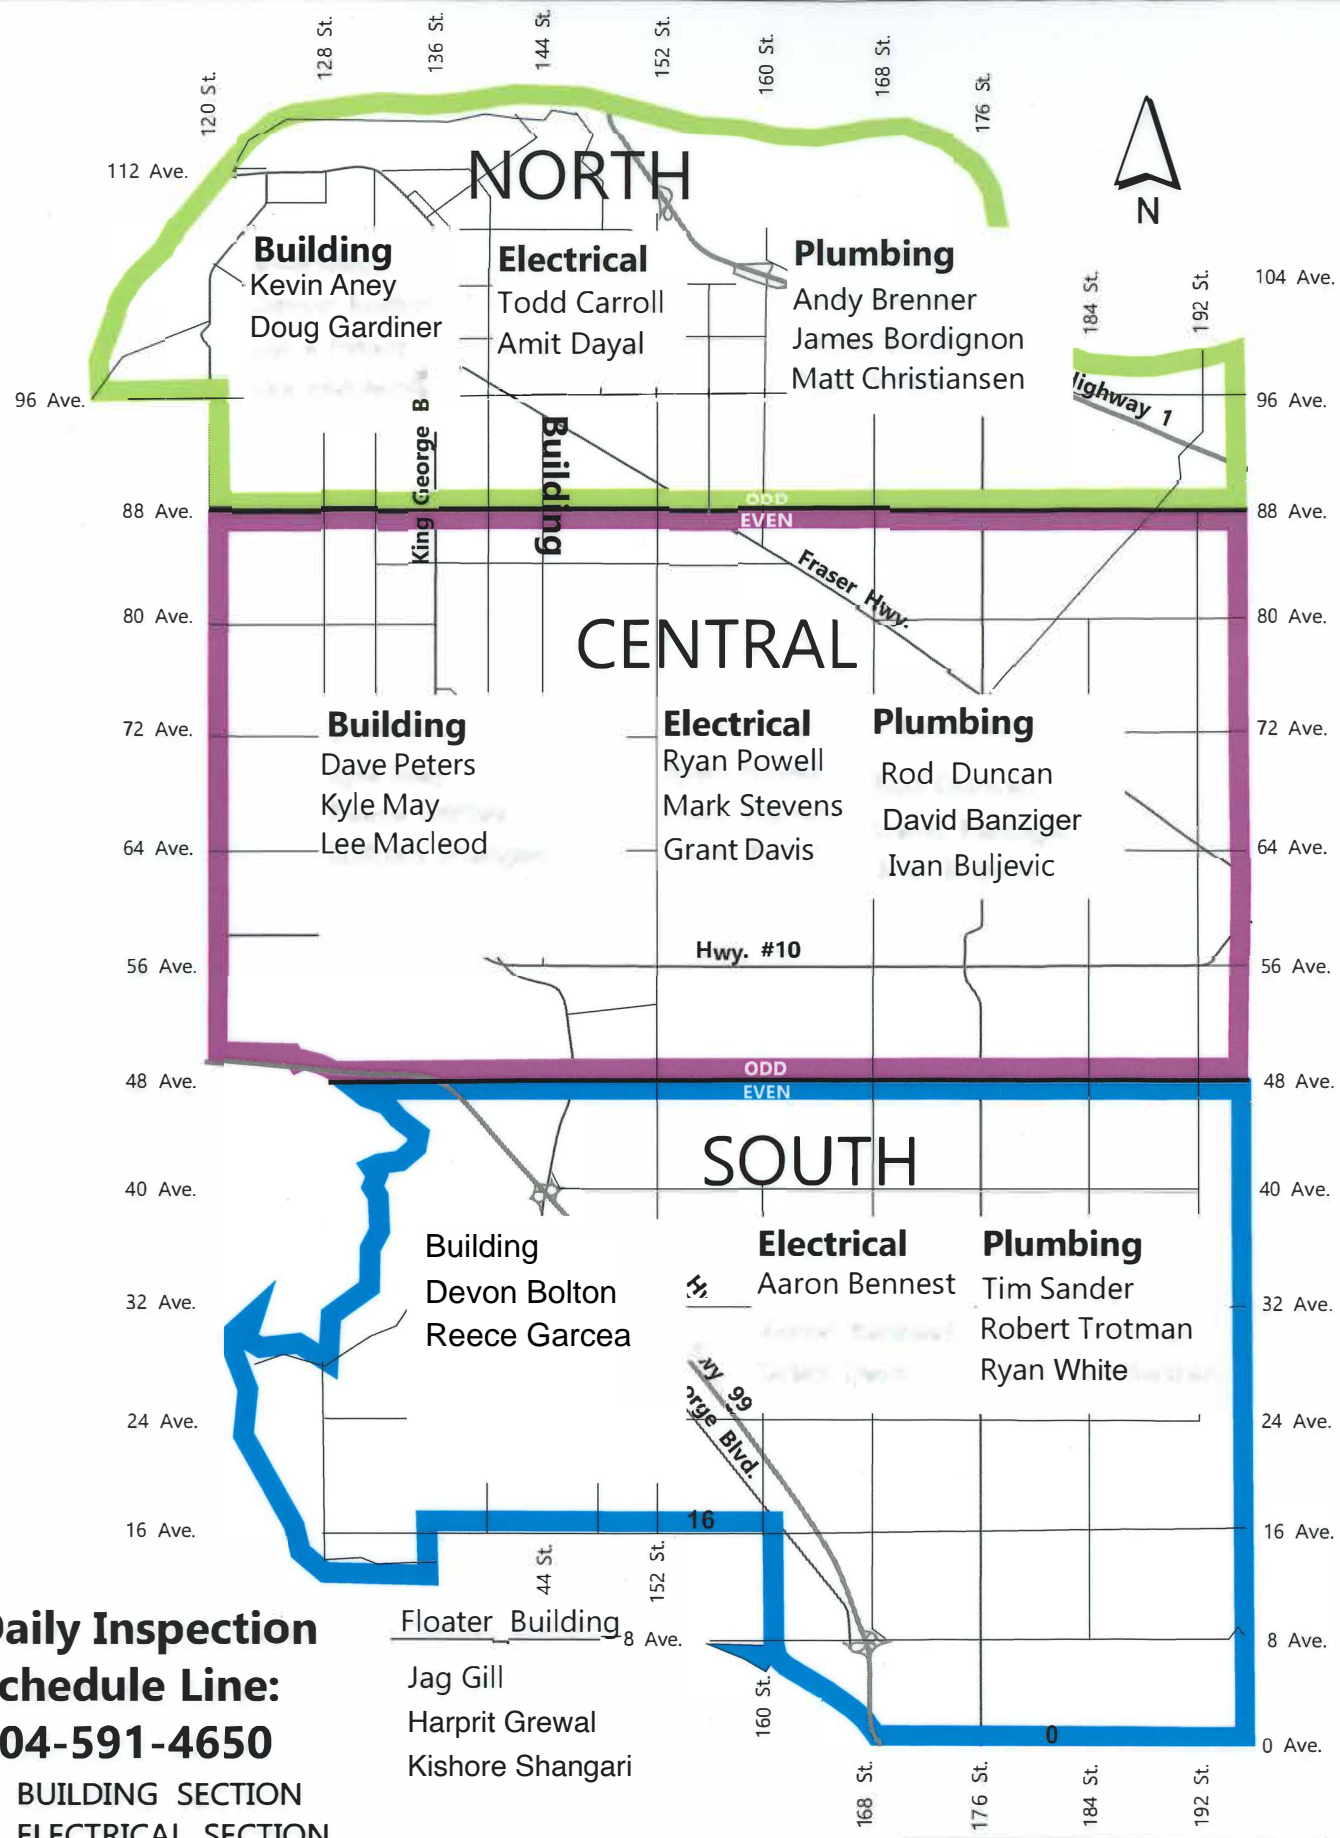 120 St.
128 St.
136 St.
144 St.
152 St.
160 St.
168 St.
176 St.
112 Ave.
NORTH
N
Building
Kevin Aney
Doug Gardiner
Electrical
Todd Carroll
Amit Dayal
Plumbing
Andy Brenner
James Bordignon
Matt Christiansen
184 St.
192 St.
104 Ave.
96 Ave.
Highway 1
96 Ave.
King George B
Building
88 Ave.
ODD
EVEN
88 Ave.
Fraser Hwy.
80 Ave.
80 Ave.
CENTRAL
72 Ave.
72 Ave.
Building
Dave Peters
Kyle May
Lee Macleod
Electrical
Ryan Powell
Mark Stevens
Grant Davis
Plumbing
Rod Duncan
David Banziger
Ivan Buljevic
64 Ave.
64 Ave.
Hwy. #10
56 Ave.
56 Ave.
48 Ave.
ODD
EVEN
48 Ave.
SOUTH
40 Ave.
40 Ave.
Building
Devon Bolton
Reece Garcea
Electrical
Aaron Bennest
Plumbing
Tim Sander
Robert Trotman
Ryan White
32 Ave.
32 Ave.
wy 99
orge Blvd.
24 Ave.
24 Ave.
16 Ave.
16
16 Ave.
44 St.
152 St.
Daily Inspection
chedule Line:
04-591-4650
BUILDING SECTION
ELECTRICAL SECTION
Floater Building
8 Ave.
Jag Gill
Harprit Grewal
Kishore Shangari
8 Ave.
160 St.
0
0 Ave.
168 St.
176 St.
184 St.
192 St.